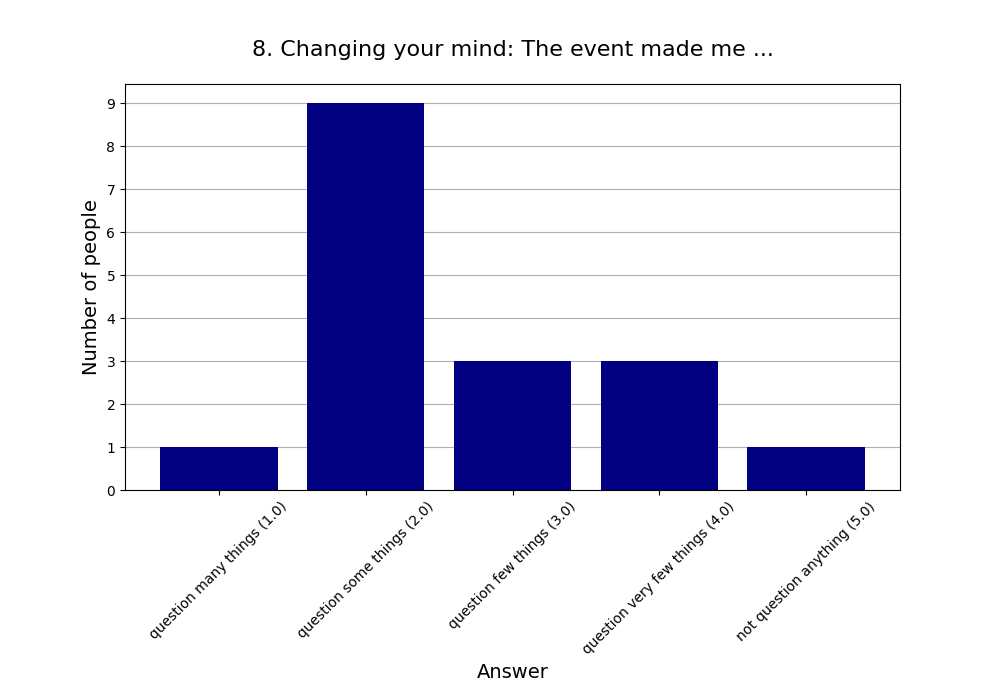 8. Changing your mind: The event made me ...
Number of people
9
8
7
6
5
4
3
2
1
0
question many things (1.0)
question some things (2.0)
question few things (3.0)
question very few things (4.0)
not question anything (5.0)
Answer